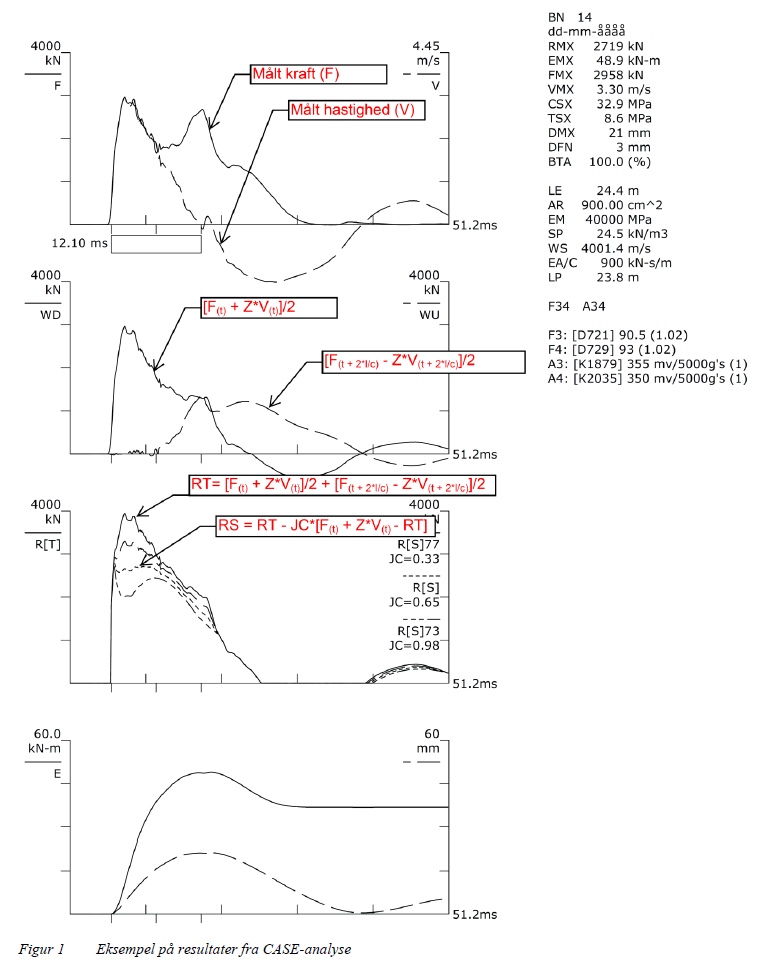 BN 14
dd-mm-åååå
RMX 2719 kN
EMX 48.9 kN-m
FMX 2958 kN
VMX 3.30 m/s
CSX 32.9 MPa
TSX 8.6 MPa
DMX 21 mm
DFN 3 mm
BTA 100.0 (%)
LE 24.4 m
AR 900.00 cm^2
EM 40000 MPa
SP 24.5 kN/m3
WS 4001.4 m/s
EA/C 900 kN-s/m
LP 23.8 m
F34 A34
F3: [D721] 90.5 (1.02)
F4: [D729] 93 (1.02)
A3: [K1879] 355 mv/5000g's (1)
A4: [K2035] 350 mv/5000g's (1)
4000
kN
F
4.45
m/s
V
Målt kraft (F)
Målt hastighed (V)
51.2ms
12.10 ms
4000
kN
WD
4000
kN
WU
[F(t) + Z*V(t)]/2
[F(t + 2*l/c) - Z*V(t + 2*l/c)]/2
51.2ms
RT= [F(t) + Z*V(t)]/2 + [F(t + 2*l/c) - Z*V(t + 2*l/c)]/2
4000
kN
R[T]
RS = RT - JC*[F(t) + Z*V(t) - RT]
R[S]77
JC=0.33
R[S]
JC=0.65
R[S]73
JC=0.98
51.2ms
60.0
kN-m
E
60
mm
51.2ms
Figur 1 Eksempel på resultater fra CASE-analyse